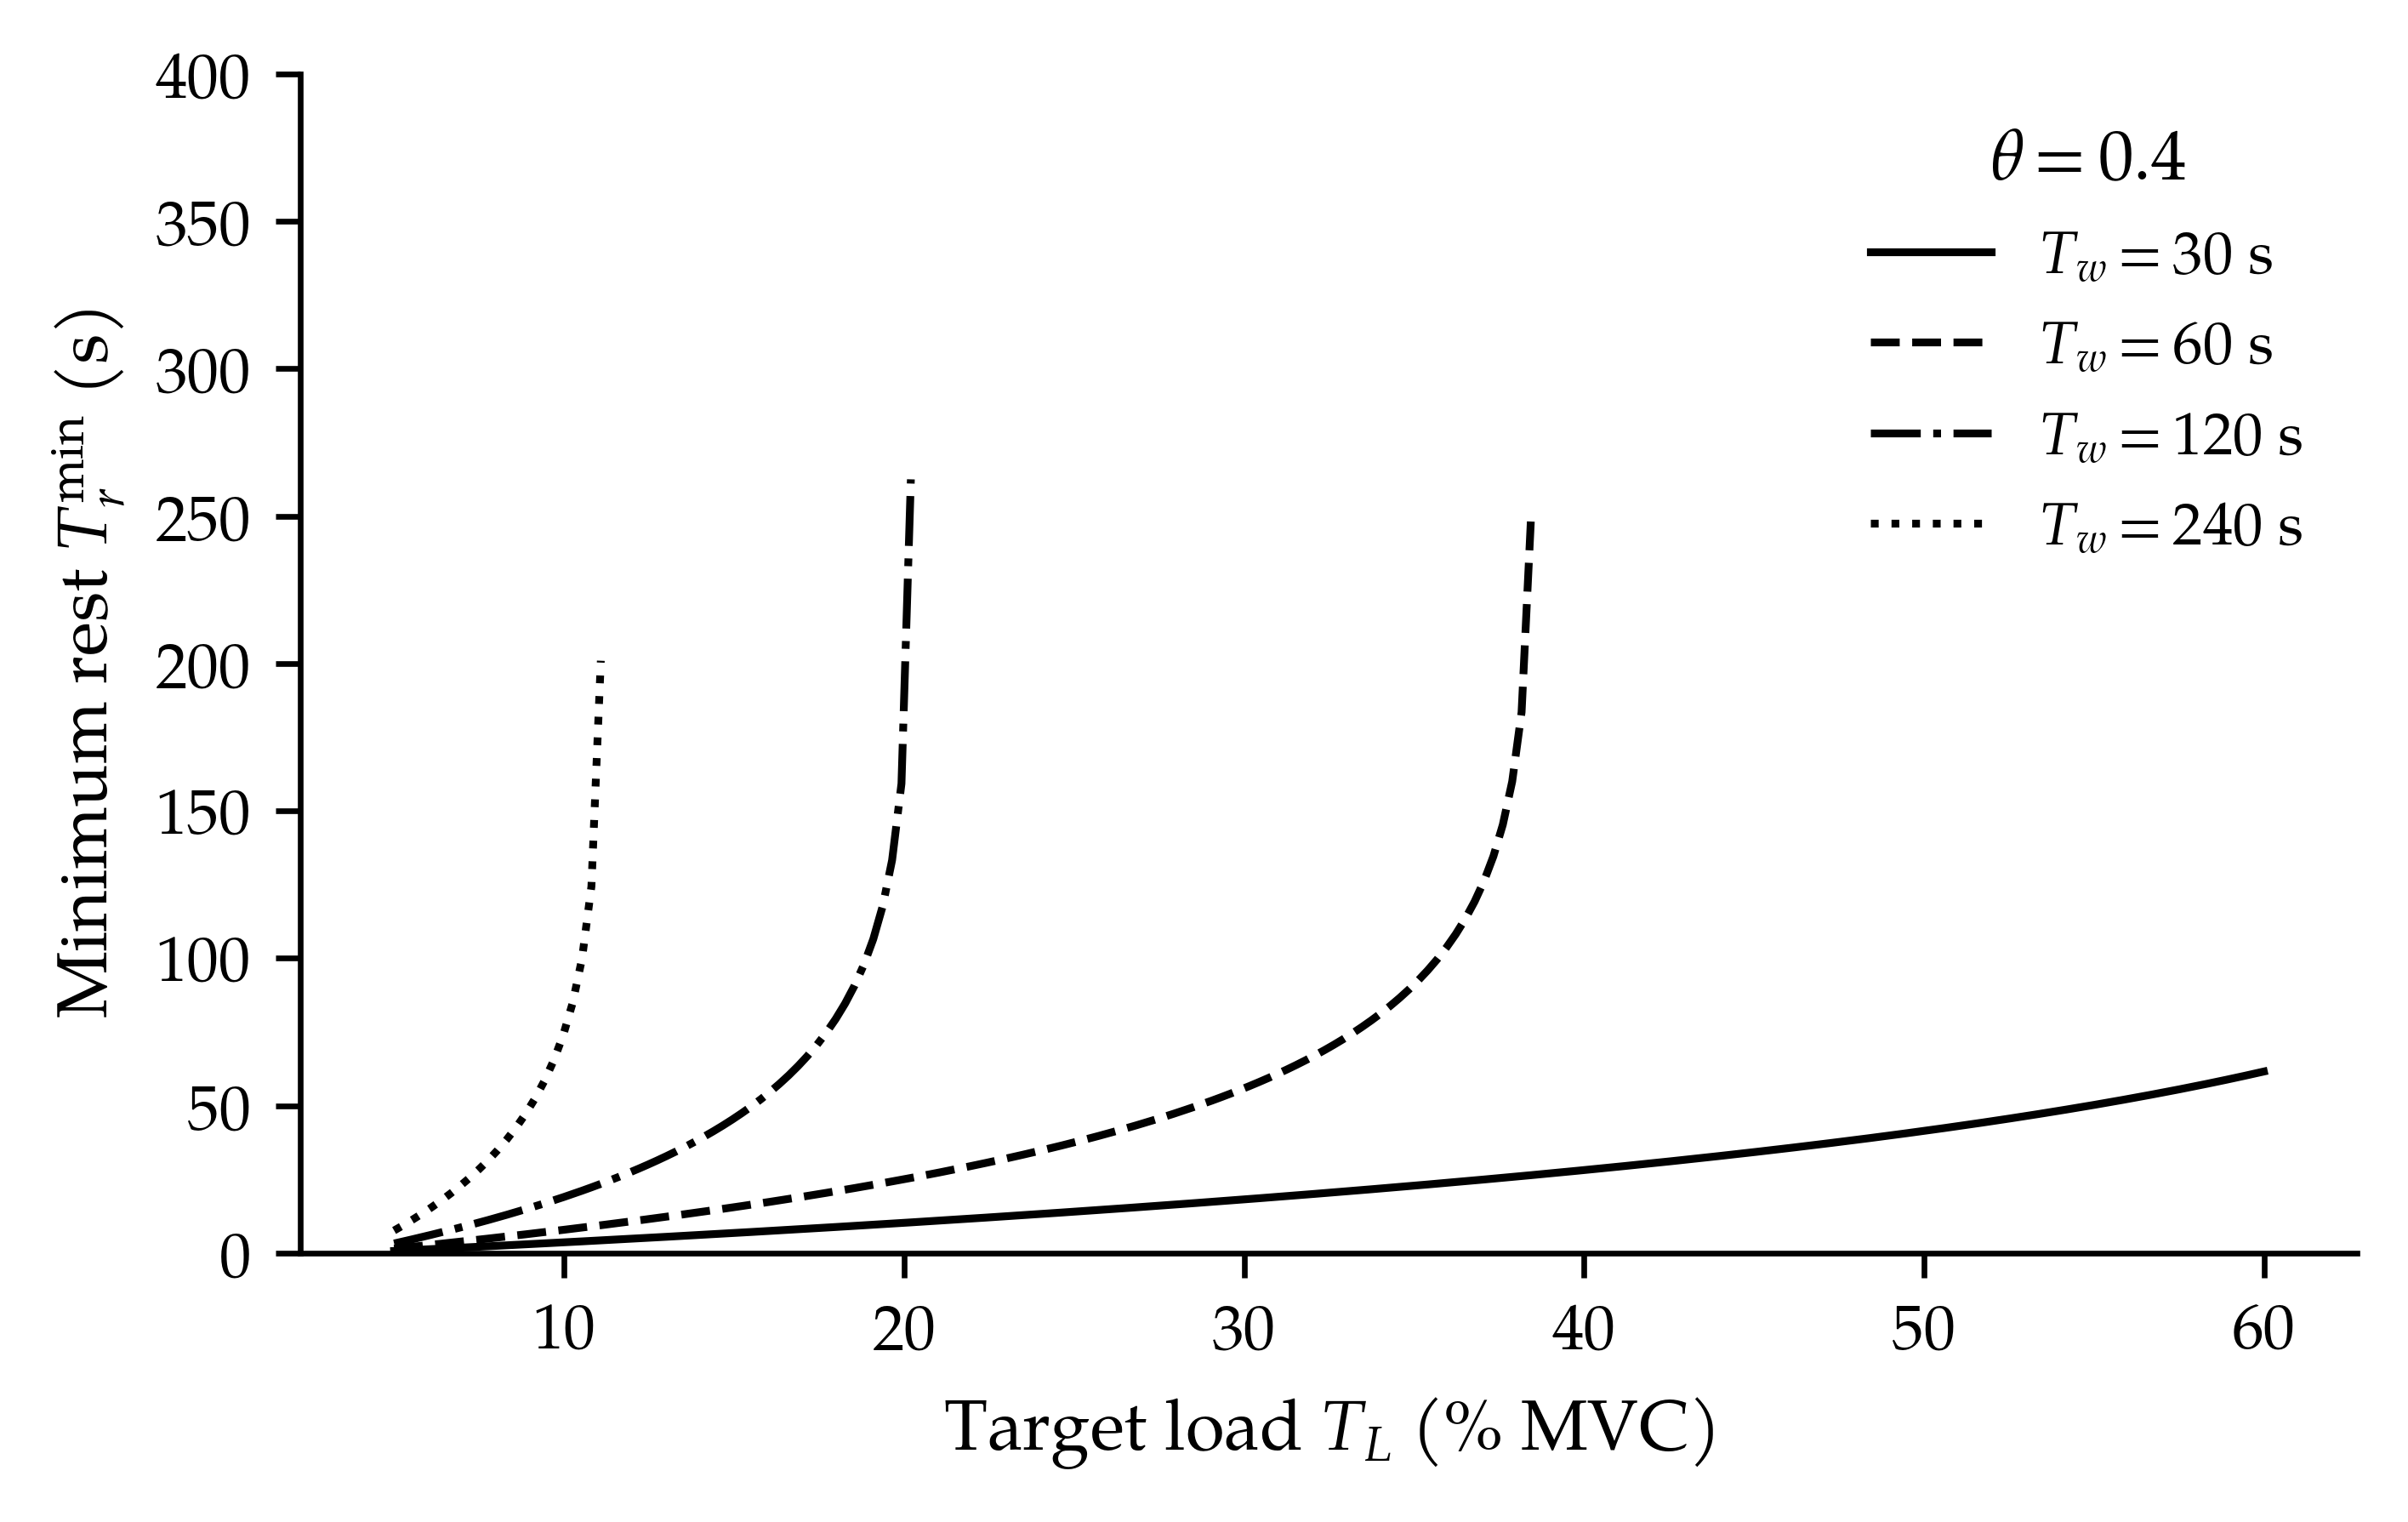 400
350
300
250
200
150
100
50
0
Minimum rest T_r^min (s)
θ = 0.4
T_w = 30 s
T_w = 60 s
T_w = 120 s
T_w = 240 s
10 20 30 40 50 60
Target load T_L (% MVC)